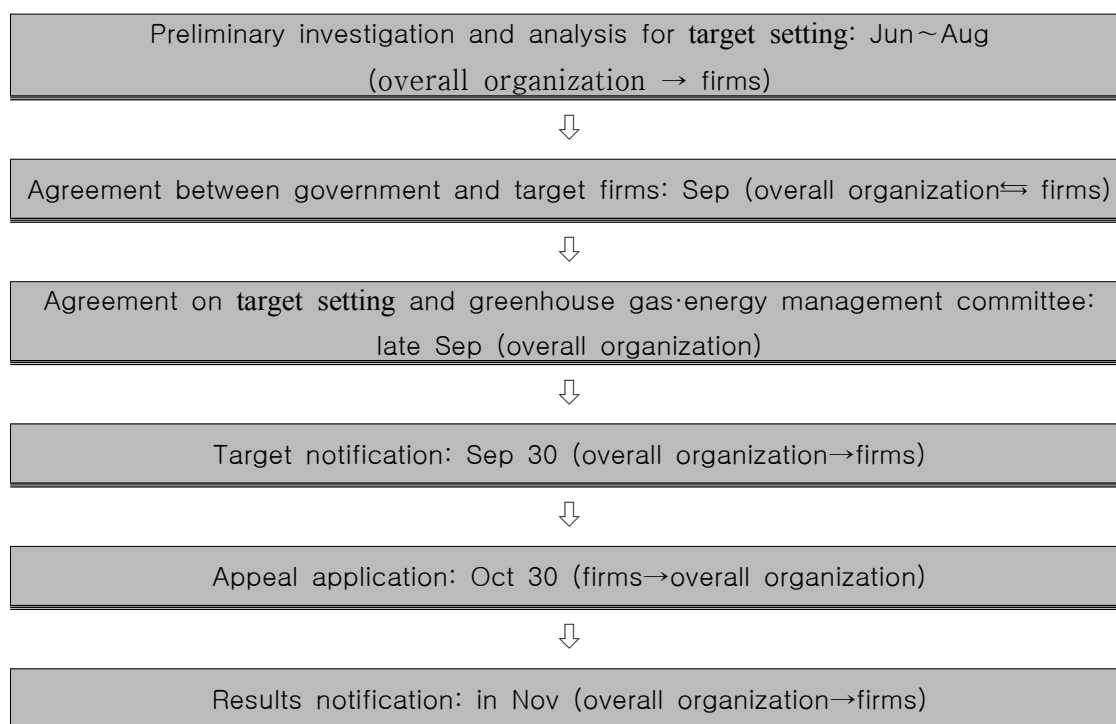 Preliminary investigation and analysis for target setting: Jun~Aug
(overall organization → firms)
⇩
Agreement between government and target firms: Sep (overall organization⇆ firms)
⇩
Agreement on target setting and greenhouse gas·energy management committee:
late Sep (overall organization)
⇩
Target notification: Sep 30 (overall organization→firms)
⇩
Appeal application: Oct 30 (firms→overall organization)
⇩
Results notification: in Nov (overall organization→firms)